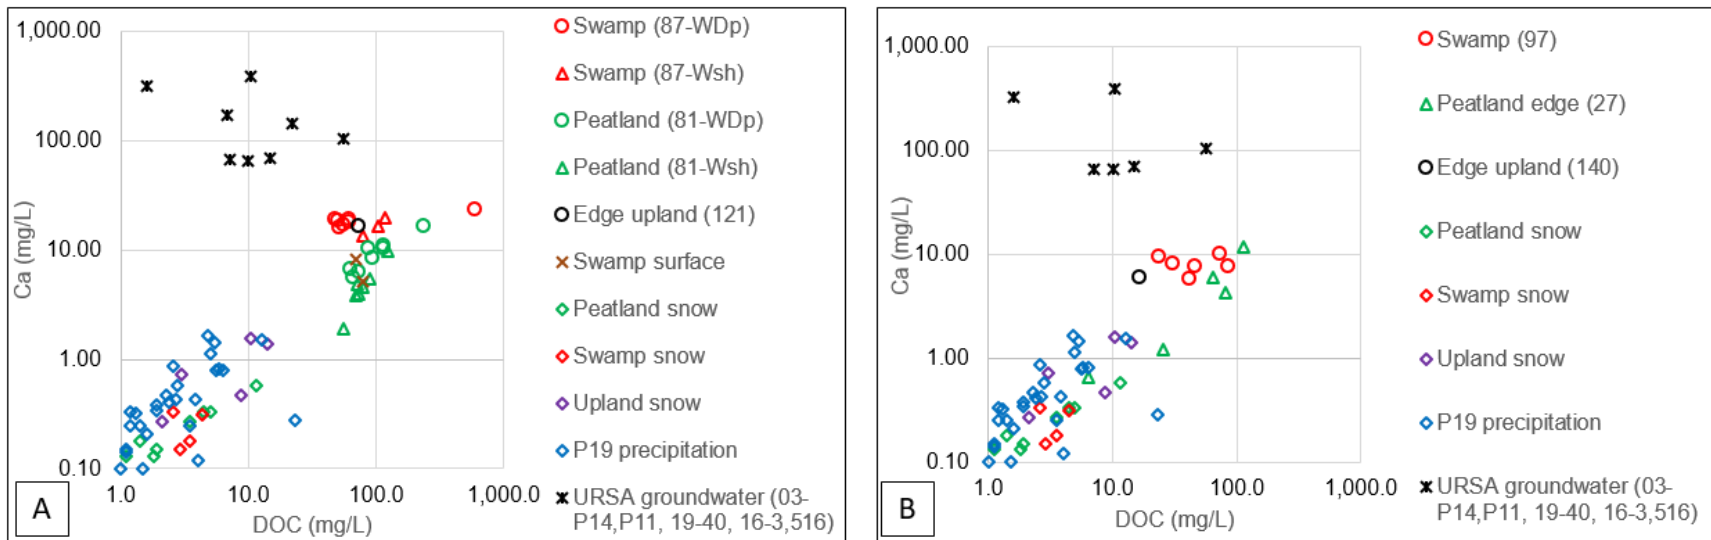 1,000.00
100.00
10.00
1.00
0.10
Ca (mg/L)
1.0
10.0
100.0
1,000.0
DOC (mg/L)
A
Swamp (87-WDp)
Swamp (87-Wsh)
Peatland (81-WDp)
Peatland (81-Wsh)
Edge upland (121)
Swamp surface
Peatland snow
Swamp snow
Upland snow
P19 precipitation
URSA groundwater (03-
P14,P11, 19-40, 16-3,516)
1,000.00
100.00
10.00
1.00
0.10
Ca (mg/L)
1.0
10.0
100.0
1,000.0
DOC (mg/L)
B
Swamp (97)
Peatland edge (27)
Edge upland (140)
Peatland snow
Swamp snow
Upland snow
P19 precipitation
URSA groundwater (03-
P14,P11, 19-40, 16-3,516)